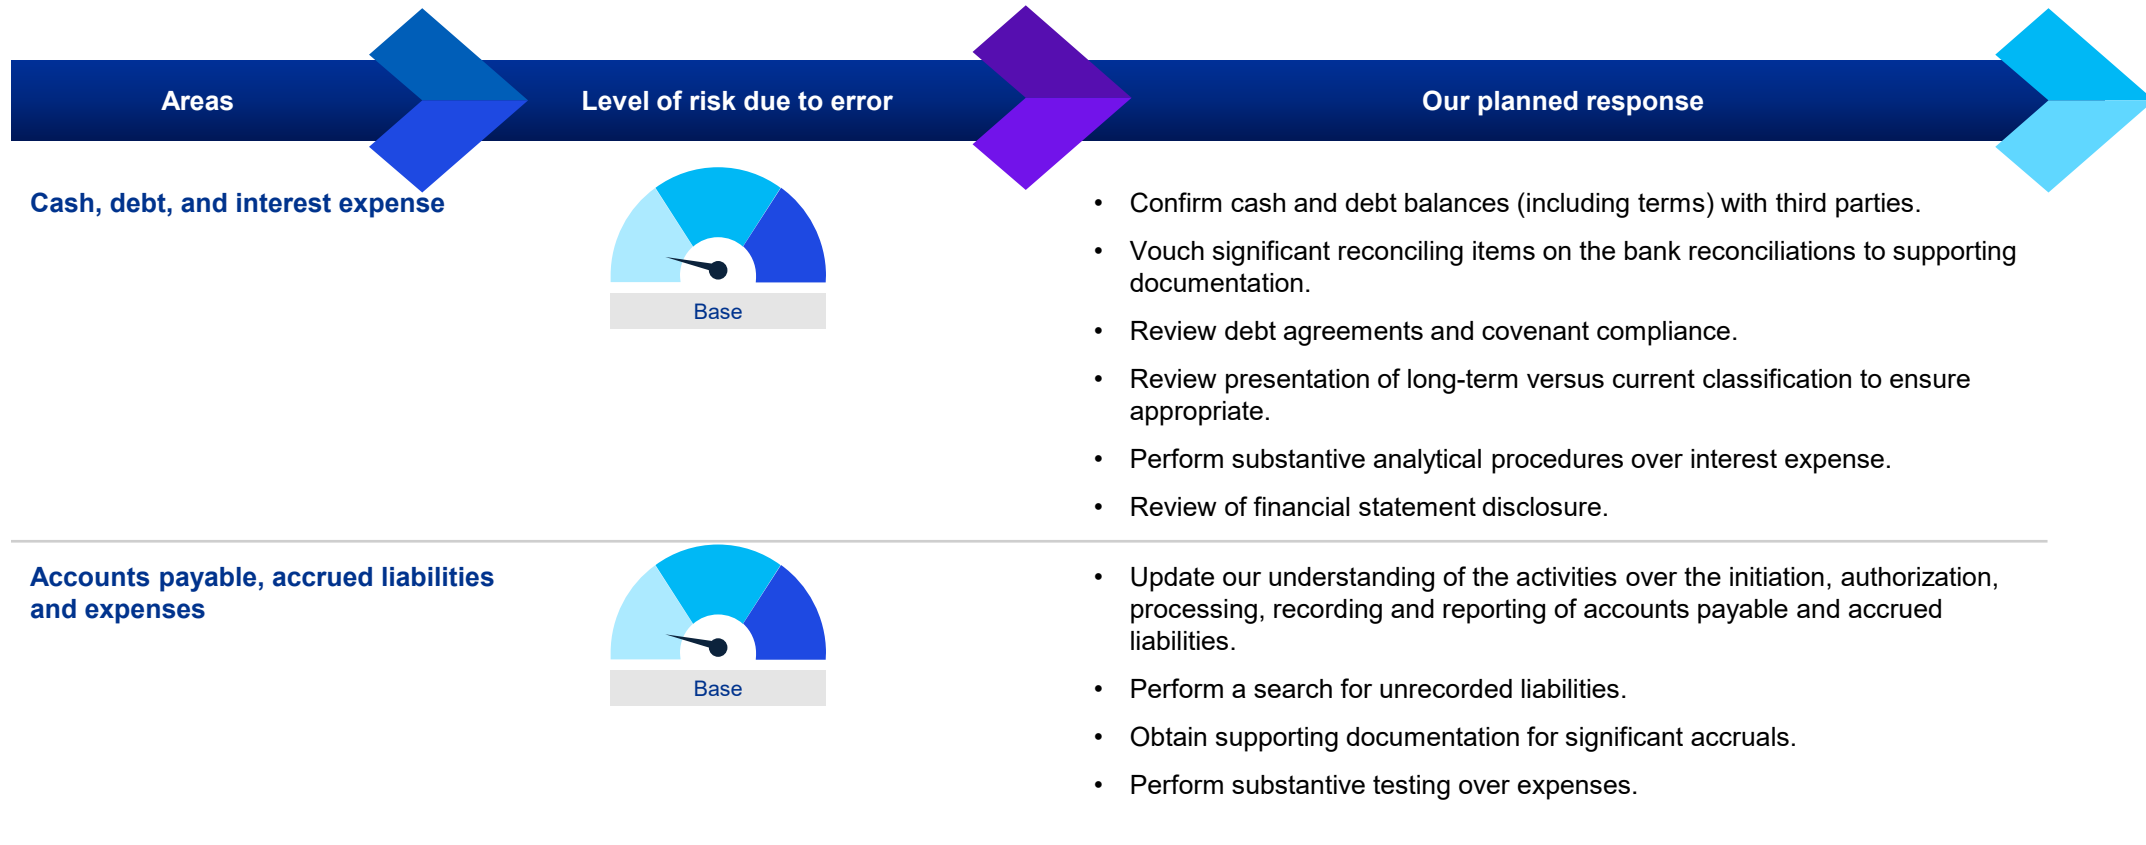 Areas
Level of risk due to error
Our planned response
Cash, debt, and interest expense
Base
• Confirm cash and debt balances (including terms) with third parties.
• Vouch significant reconciling items on the bank reconciliations to supporting
documentation.
• Review debt agreements and covenant compliance.
• Review presentation of long-term versus current classification to ensure
appropriate.
• Perform substantive analytical procedures over interest expense.
• Review of financial statement disclosure.
Accounts payable, accrued liabilities
and expenses
Base
• Update our understanding of the activities over the initiation, authorization,
processing, recording and reporting of accounts payable and accrued
liabilities.
• Perform a search for unrecorded liabilities.
• Obtain supporting documentation for significant accruals.
• Perform substantive testing over expenses.